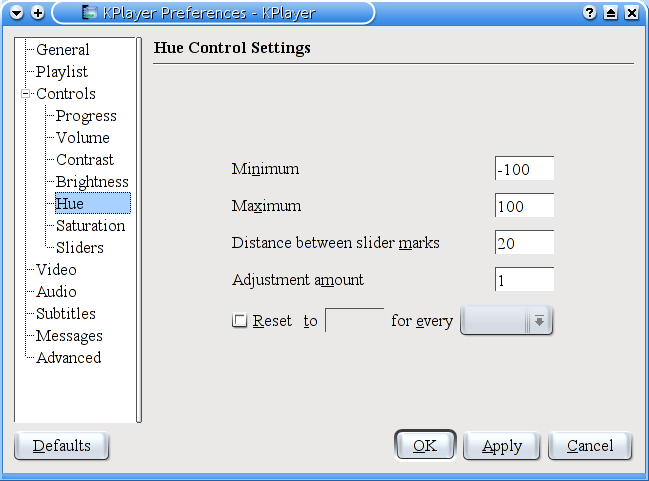 KPlayer Preferences - KPlayer
General
Playlist
Controls
Progress
Volume
Contrast
Brightness
Hue
Saturation
Sliders
Video
Audio
Subtitles
Messages
Advanced
Hue Control Settings
Minimum -100
Maximum 100
Distance between slider marks 20
Adjustment amount 1
Reset to for every
Defaults OK Apply Cancel